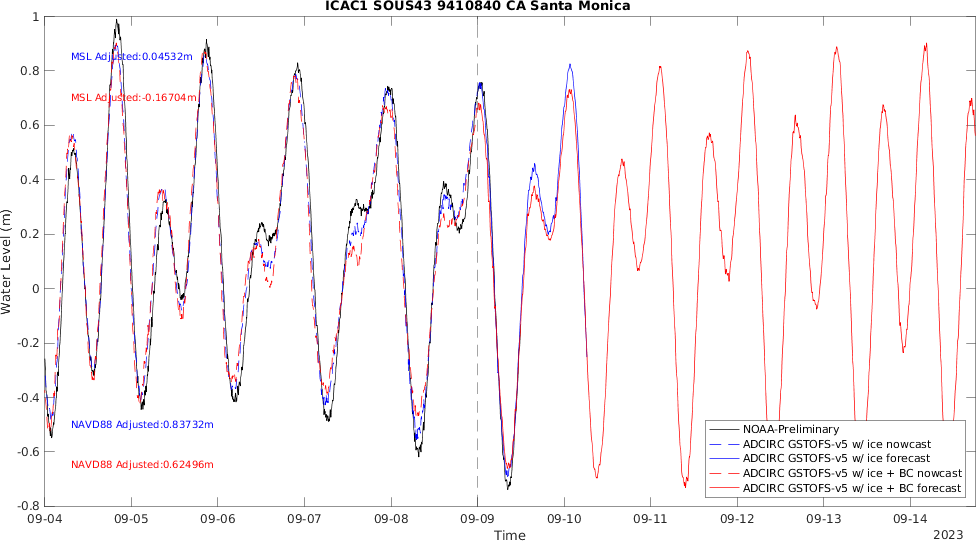 ICAC1 SOUS43 9410840 CA Santa Monica
1
0.8
0.6
0.4
0.2
0
-0.2
-0.4
-0.6
-0.8
Water Level (m)
MSL Adjusted:0.04532m
MSL Adjusted:-0.16704m
NAVD88 Adjusted:0.83732m
NAVD88 Adjusted:0.62496m
NOAA-Preliminary
ADCIRC GSTOFS-v5 w/ ice nowcast
ADCIRC GSTOFS-v5 w/ ice forecast
ADCIRC GSTOFS-v5 w/ ice + BC nowcast
ADCIRC GSTOFS-v5 w/ ice + BC forecast
09-04 09-05 09-06 09-07 09-08 09-09 09-10 09-11 09-12 09-13 09-14
Time
2023